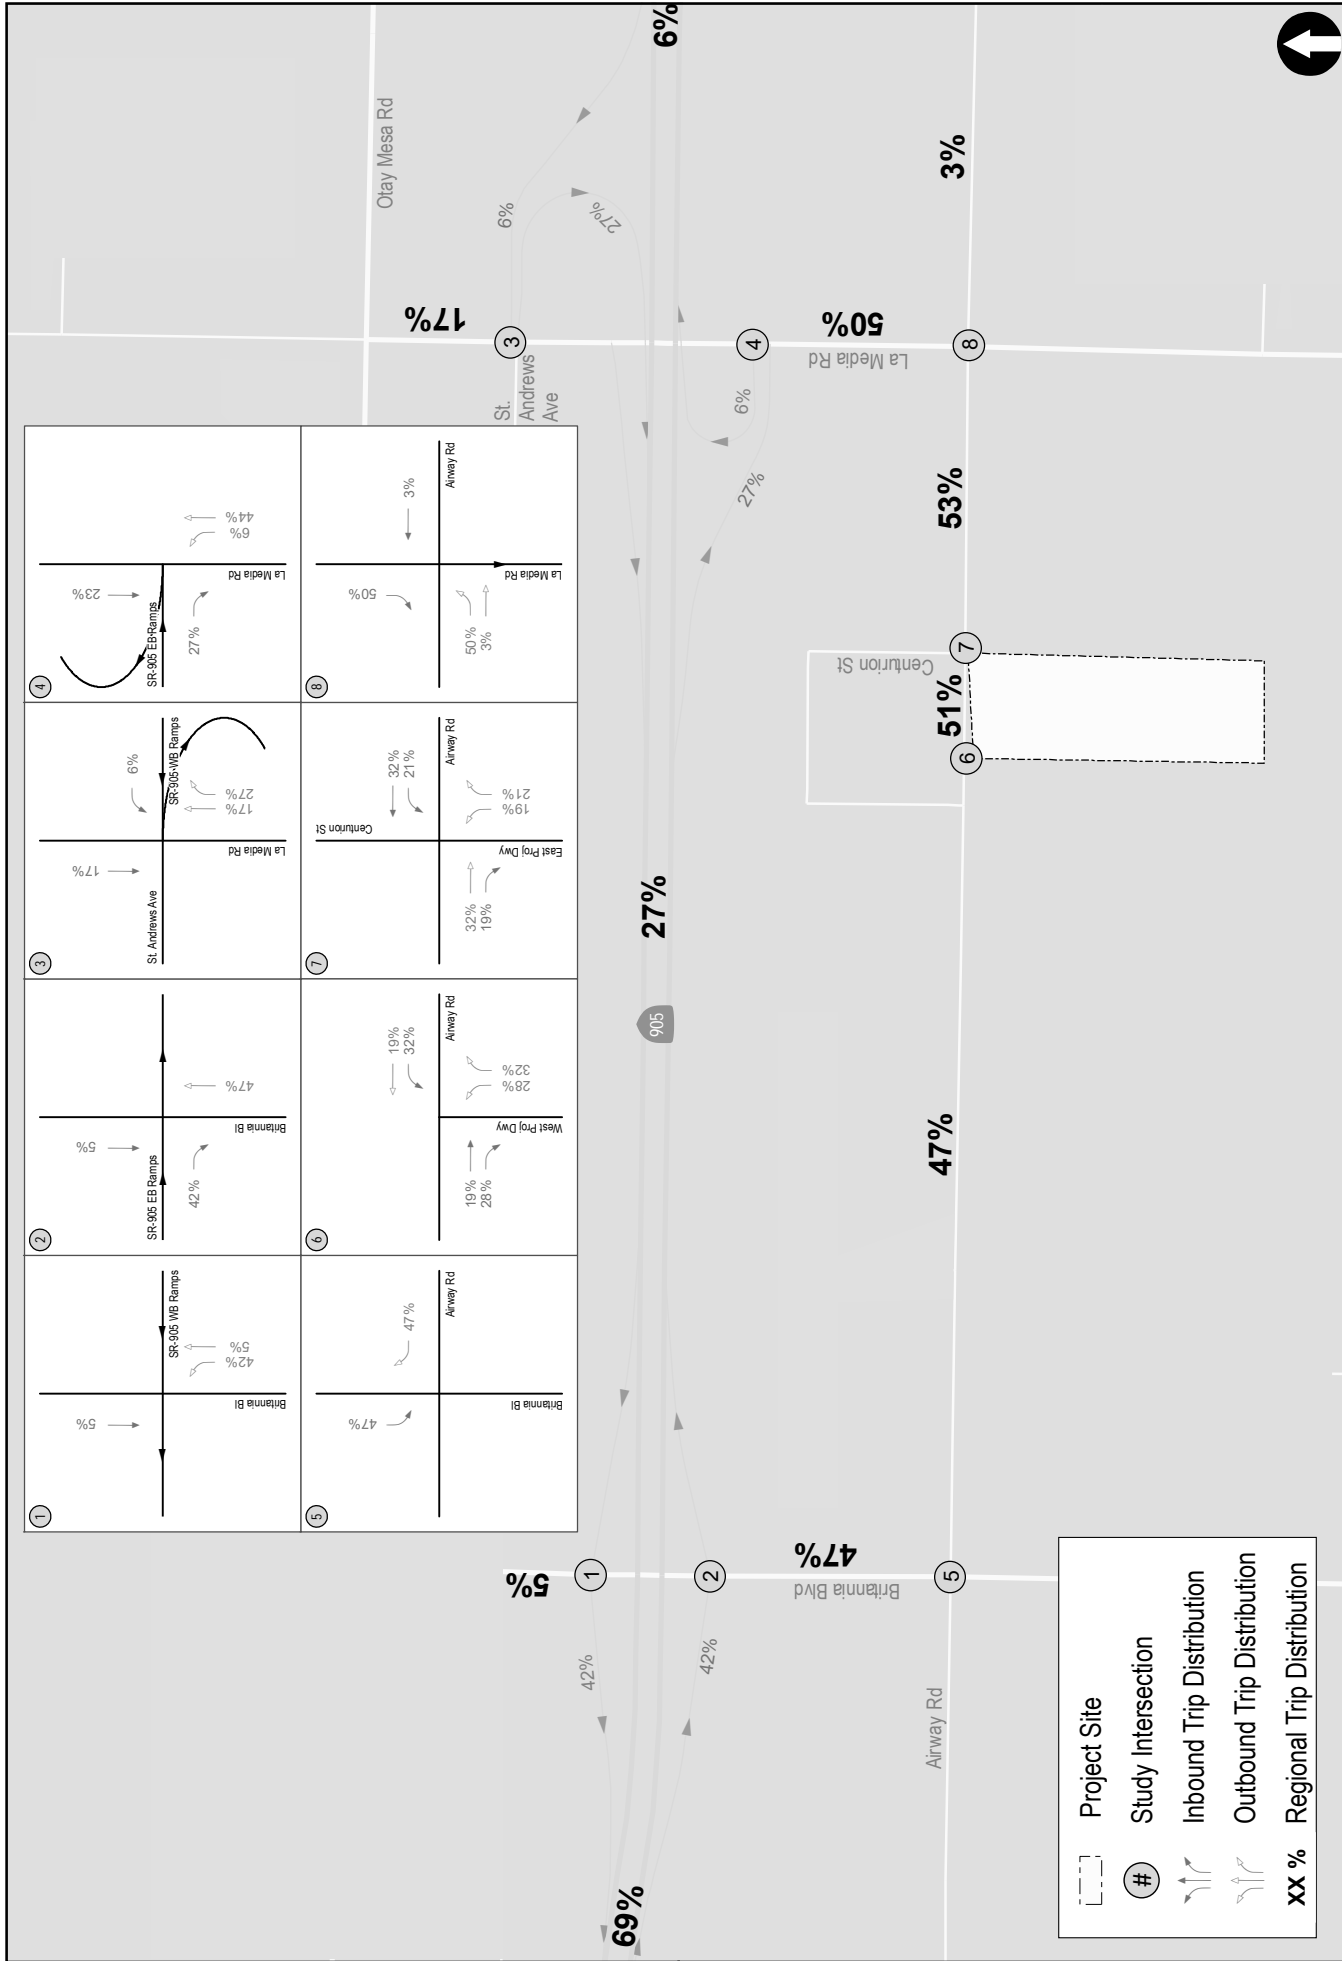 1
Britannia Bl
SR-905 WB Ramps
5%
42%
5%
2
Britannia Bl
SR-905 EB Ramps
5%
42%
47%
3
St. Andrews Ave
La Media Rd
SR-905 WB Ramps
17%
6%
17%
27%
4
SR-905 EB Ramps
La Media Rd
23%
27%
6%
44%
5
Britannia Bl
Airway Rd
47%
47%
6
West Proj Dwy
Airway Rd
19%
32%
19%
28%
28%
32%
7
Centurion St
East Proj Dwy
Airway Rd
32%
21%
32%
19%
19%
21%
8
La Media Rd
Airway Rd
50%
3%
50%
3%
Otay Mesa Rd
17%
St.
Andrews
Ave
3
6%
27%
6%
5%
1
42%
69%
42%
2
905
27%
4
6%
27%
47%
Britannia Blvd
50%
La Media Rd
Airway Rd
5
47%
6
51%
7
Centurion St
53%
8
3%
Project Site
# Study Intersection
Inbound Trip Distribution
Outbound Trip Distribution
XX % Regional Trip Distribution